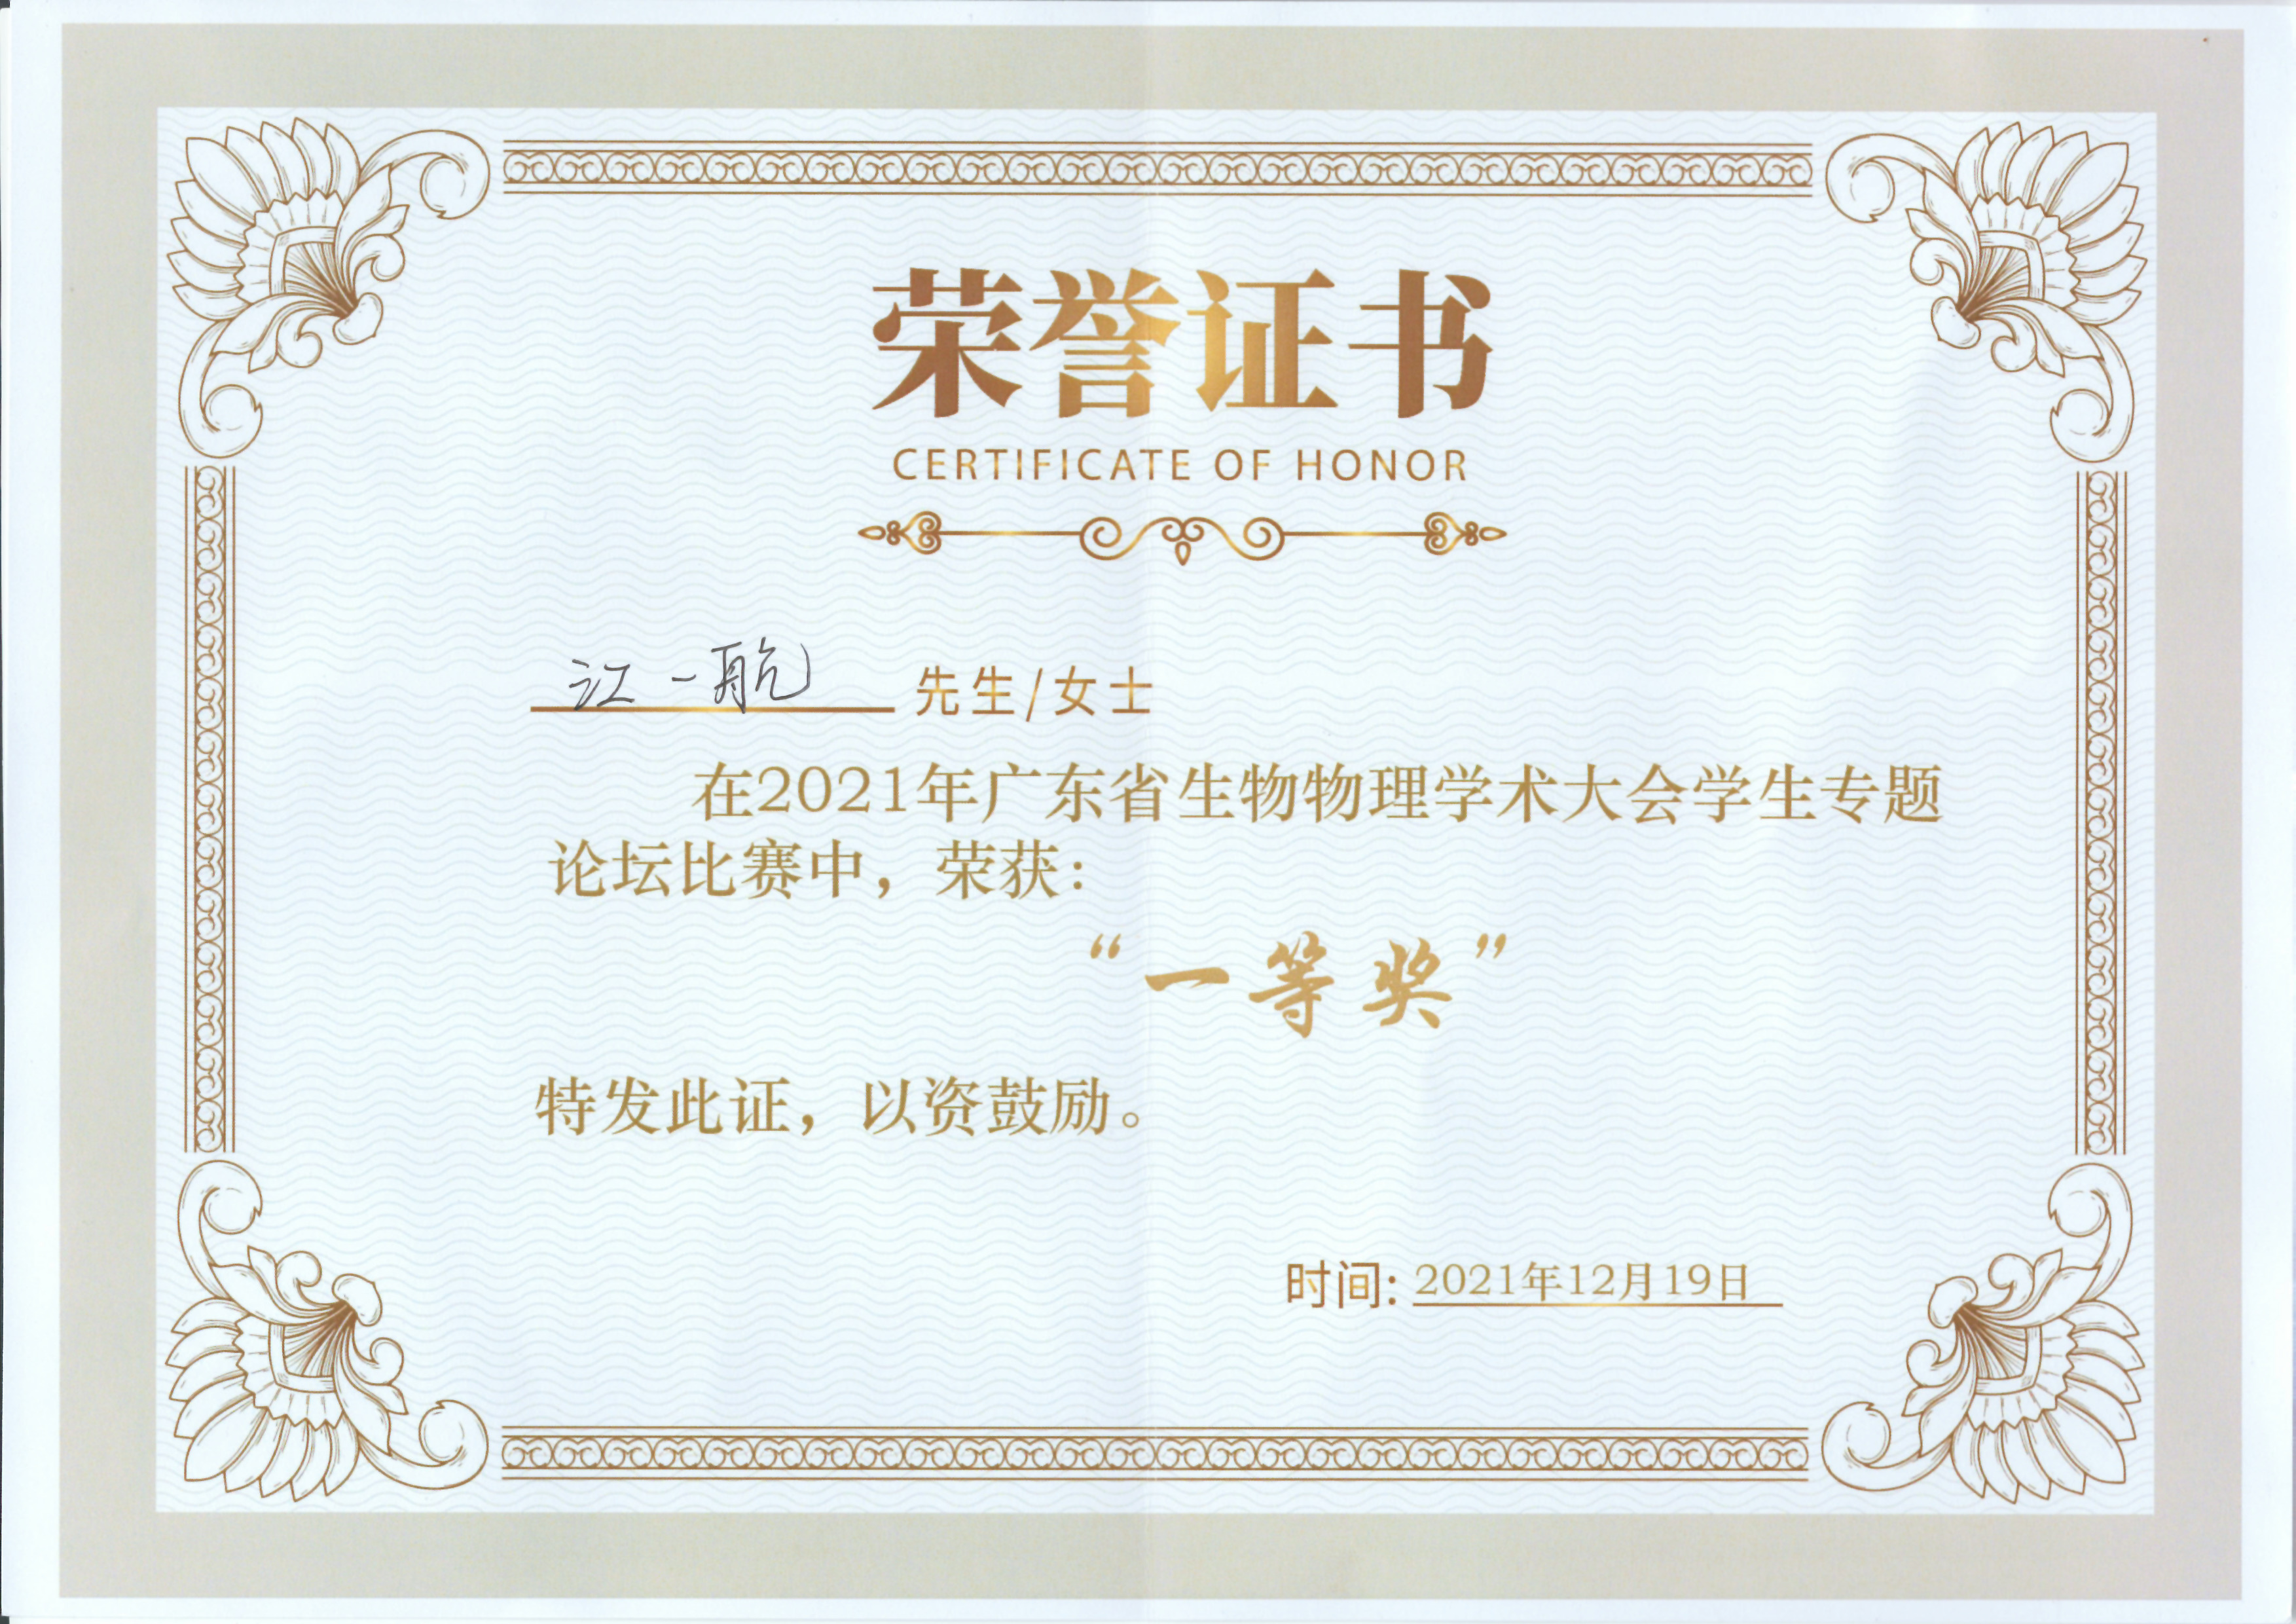 荣誉证书
CERTIFICATE OF HONOR
江一航 先生/女士
在2021年广东省生物物理学术大会学生专题
论坛比赛中，荣获：
“一等奖”
特发此证，以资鼓励。
时间：2021年12月19日